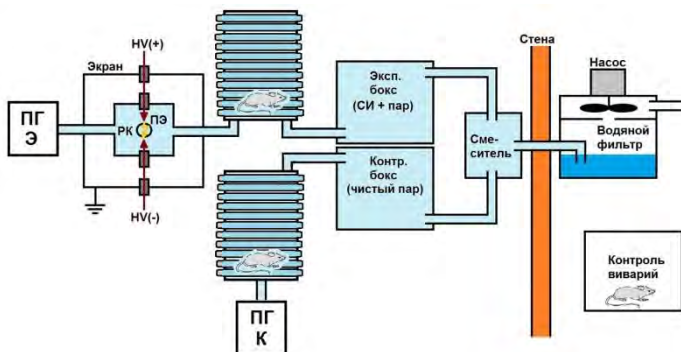 HV(+)
Экран
ПГ
Э
РК
ПЭ
HV(-)
Эксп.
бокс
(СИ + пар)
Контр.
бокс
(чистый пар)
ПГ
К
Сме-
ситель
Стена
Насос
Водяной
фильтр
Контроль
виварий